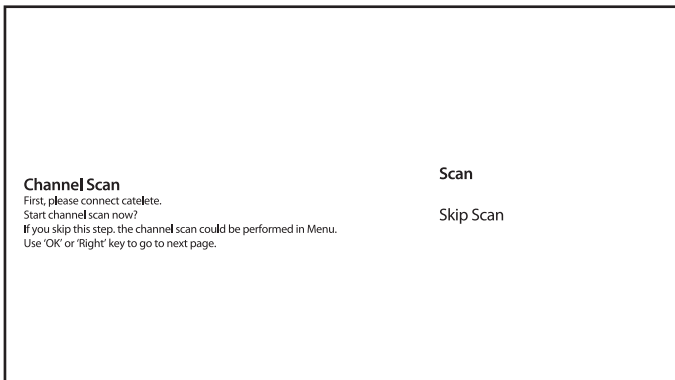 Channel Scan
First, please connect catelete.
Start channel scan now?
If you skip this step. the channel scan could be performed in Menu.
Use ‘OK’ or ‘Right’ key to go to next page.
Scan
Skip Scan